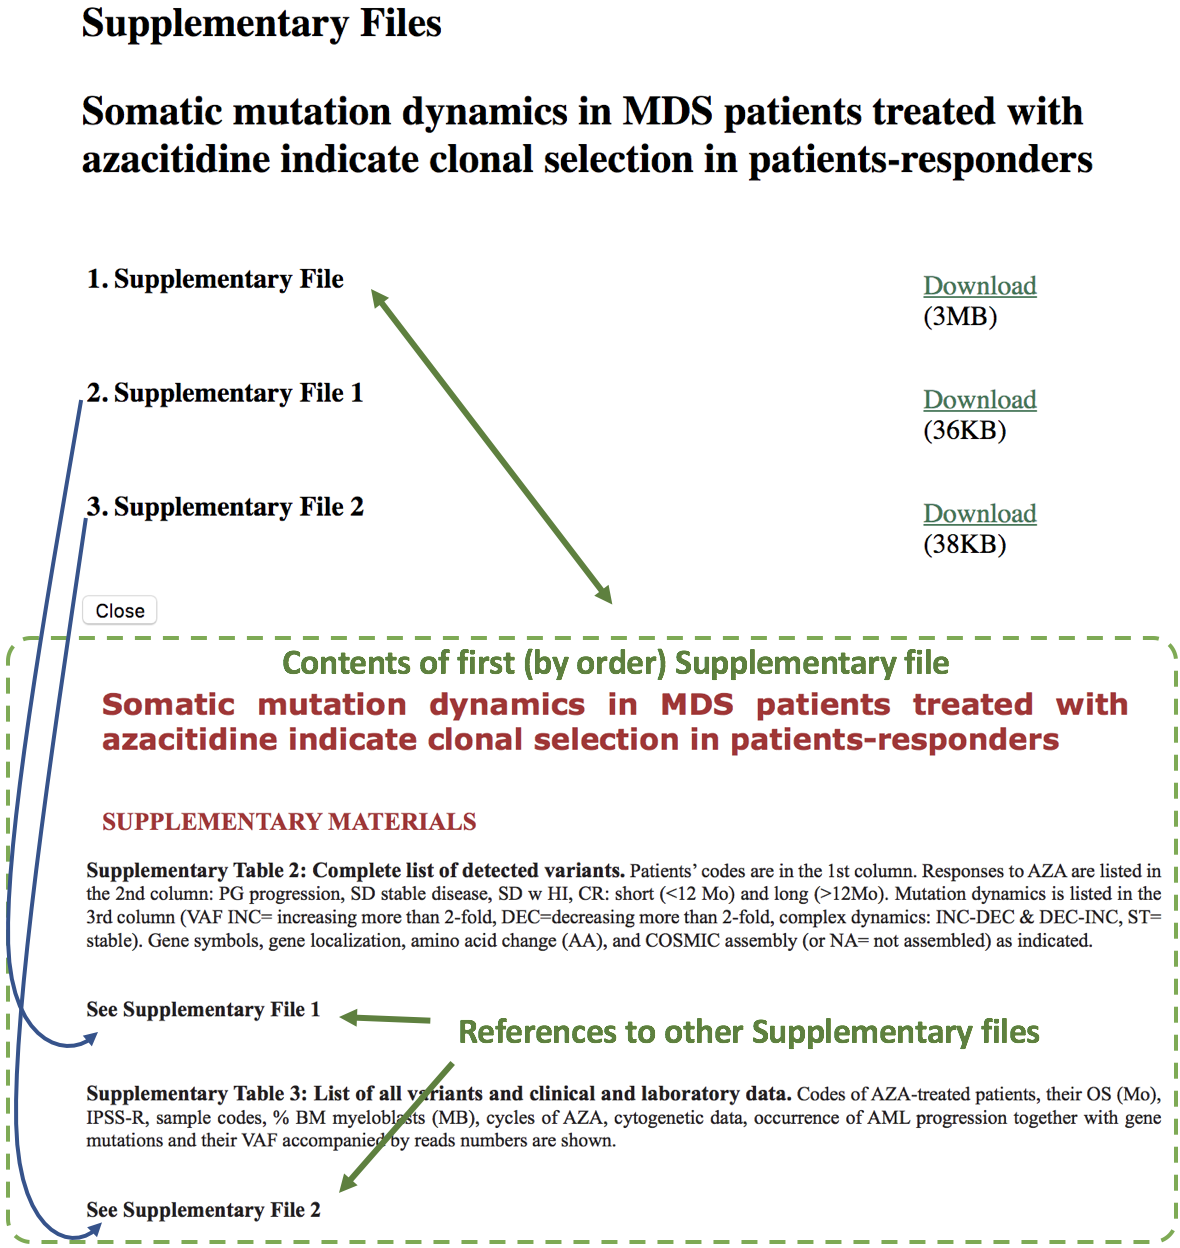 Supplementary Files
Somatic mutation dynamics in MDS patients treated with
azacitidine indicate clonal selection in patients-responders
1. Supplementary File
Download
(3MB)
2. Supplementary File 1
Download
(36KB)
3. Supplementary File 2
Download
(38KB)
Close
Contents of first (by order) Supplementary file
Somatic mutation dynamics in MDS patients treated with
azacitidine indicate clonal selection in patients-responders
SUPPLEMENTARY MATERIALS
Supplementary Table 2: Complete list of detected variants. Patients’ codes are in the 1st column. Responses to AZA are listed in
the 2nd column: PG progression, SD stable disease, SD w HI, CR: short (<12 Mo) and long (>12Mo). Mutation dynamics is listed in the
3rd column (VAF INC= increasing more than 2-fold, DEC=decreasing more than 2-fold, complex dynamics: INC-DEC & DEC-INC, ST=
stable). Gene symbols, gene localization, amino acid change (AA), and COSMIC assembly (or NA= not assembled) as indicated.
See Supplementary File 1
References to other Supplementary files
Supplementary Table 3: List of all variants and clinical and laboratory data. Codes of AZA-treated patients, their OS (Mo),
IPSS-R, sample codes, % BM myeloblasts (MB), cycles of AZA, cytogenetic data, occurrence of AML progression together with gene
mutations and their VAF accompanied by reads numbers are shown.
See Supplementary File 2